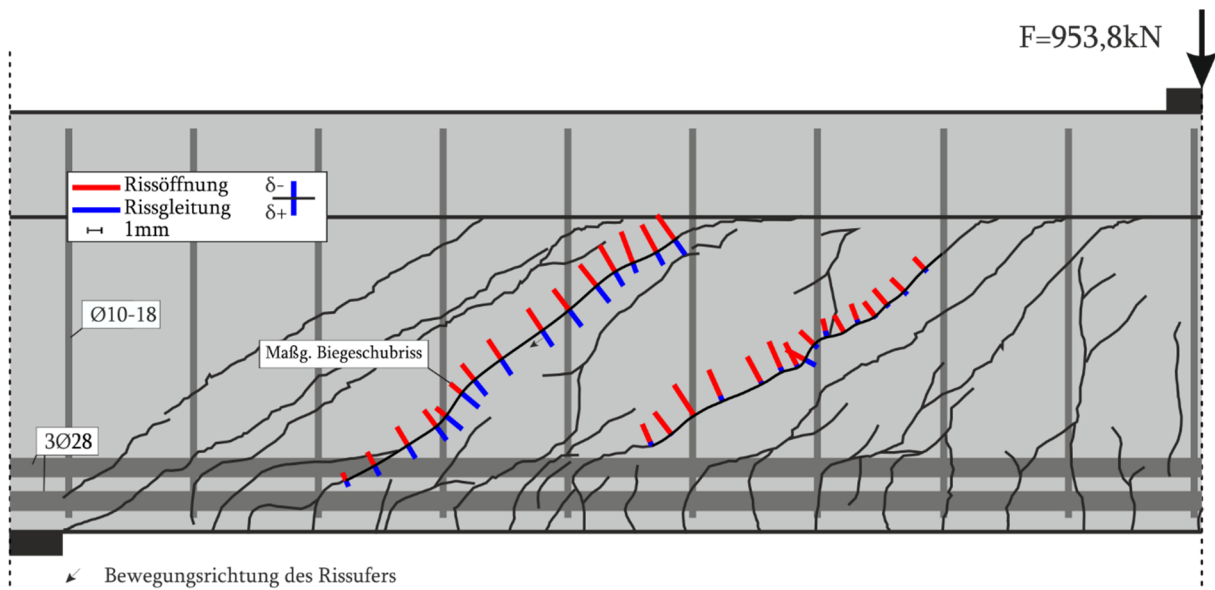 F=953,8kN
Rissöffnung
δ-
Rissgleitung
δ+
1mm
Ø10-18
Maßg. Biegeschubriss
3Ø28
Bewegungsrichtung des Rissufers